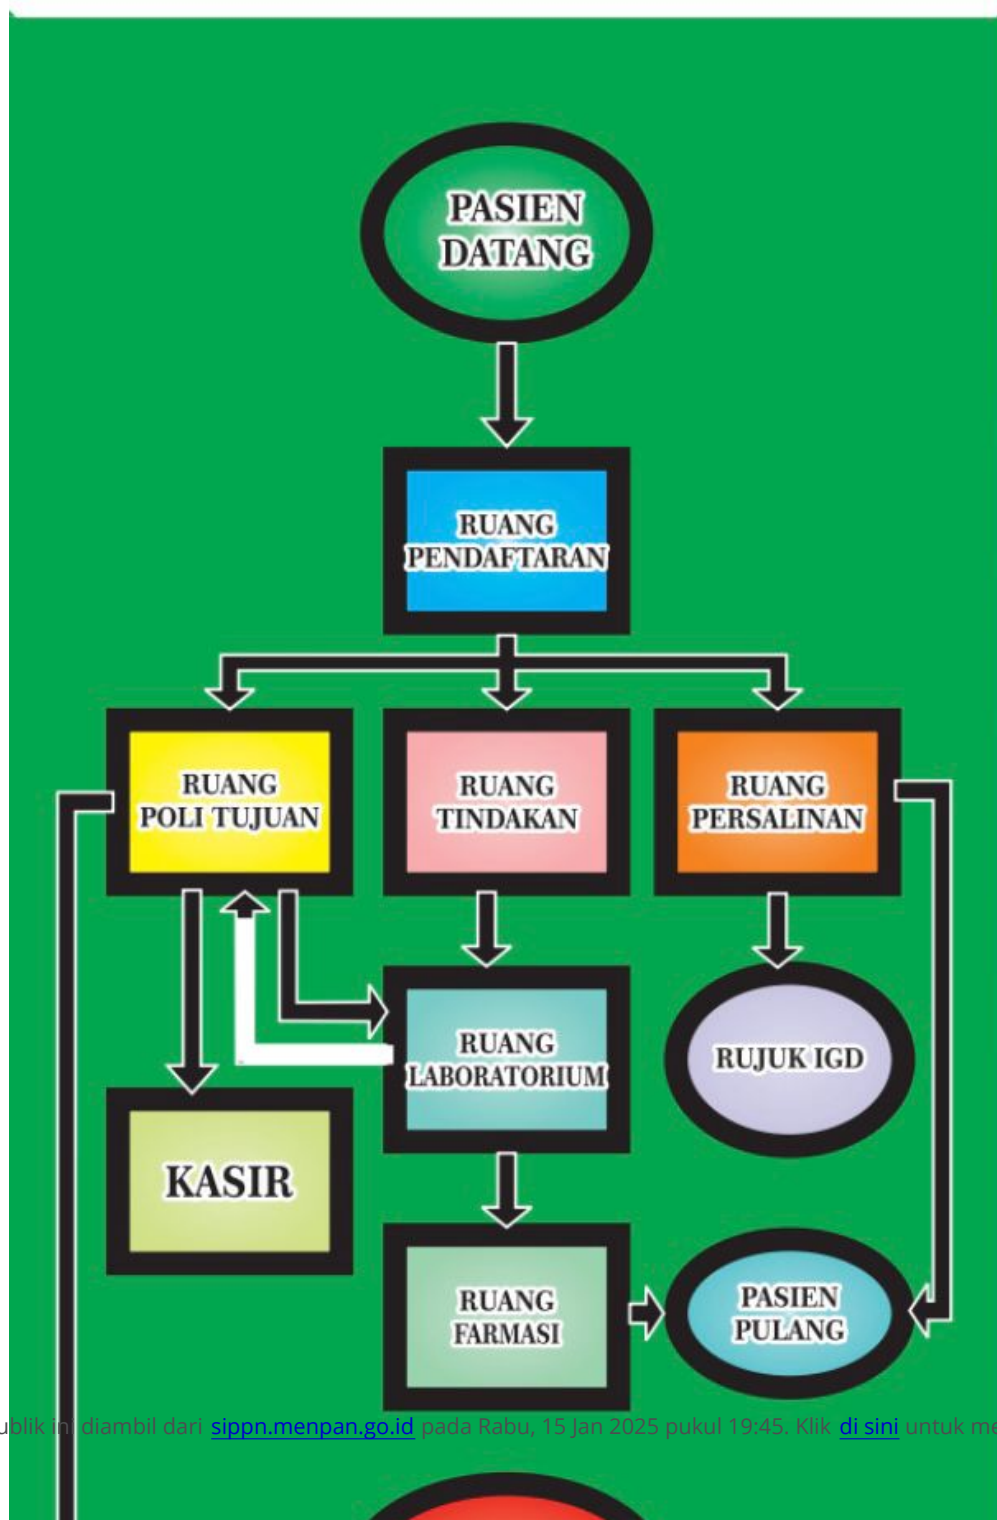 PASIEN
DATANG
RUANG
PENDAFTARAN
RUANG
POLI TUJUAN
RUANG
TINDAKAN
RUANG
PERSALINAN
RUANG
LABORATORIUM
RUJUK IGD
KASIR
RUANG
FARMASI
PASIEN
PULANG
diambil dari sippn.menpan.go.id pada Rabu, 15 Jan 2025 pukul 19:45. Klik di sini untuk